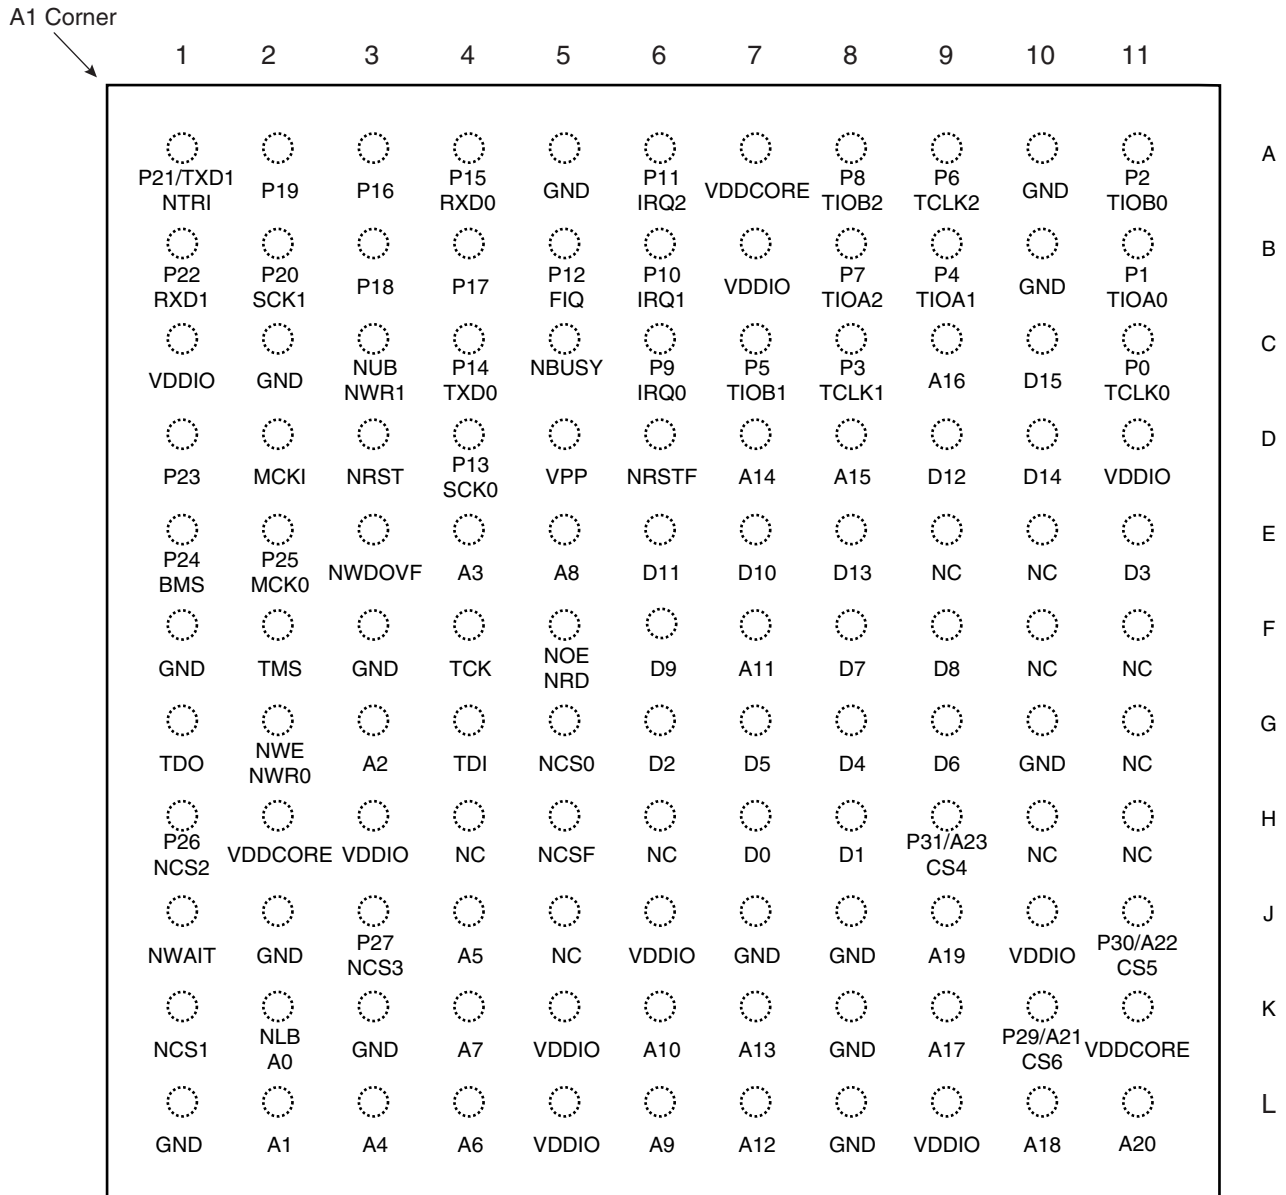 A1 Corner
1 2 3 4 5 6 7 8 9 10 11
A
P21/TXD1 P15 P11 P8 P6 P2
P19 P16 GND VDDCORE GND
NTRI RXD0 IRQ2 TIOB2 TCLK2 TIOB0
B
P22 P20 P12 P10 P7 P4 P1
P18 P17 VDDIO GND
RXD1 SCK1 FIQ IRQ1 TIOA2 TIOA1 TIOA0
C
NUB P14 NBUSY P9 P5 P3 P0
VDDIO GND A16 D15
NWR1 TXD0 IRQ0 TIOB1 TCLK1 TCLK0
D
P13
P23 MCKI NRST VPP NRSTF A14 A15 D12 D14 VDDIO
SCK0
E
P24 P25
NWDOVF A3 A8 D11 D10 D13 NC NC D3
BMS MCK0
F
NOE
GND TMS GND TCK D9 A11 D7 D8 NC NC
NRD
G
NWE
TDO A2 TDI NCS0 D2 D5 D4 D6 GND NC
NWR0
H
P26 P31/A23
VDDCORE VDDIO NC NCSF NC D0 D1 NC NC
NCS2 CS4
J
P27 P30/A22
NWAIT GND A5 NC VDDIO GND GND A19 VDDIO
NCS3 CS5
K
NLB P29/A21
NCS1 GND A7 VDDIO A10 A13 GND A17 VDDCORE
A0 CS6
L
GND A1 A4 A6 VDDIO A9 A12 GND VDDIO A18 A20